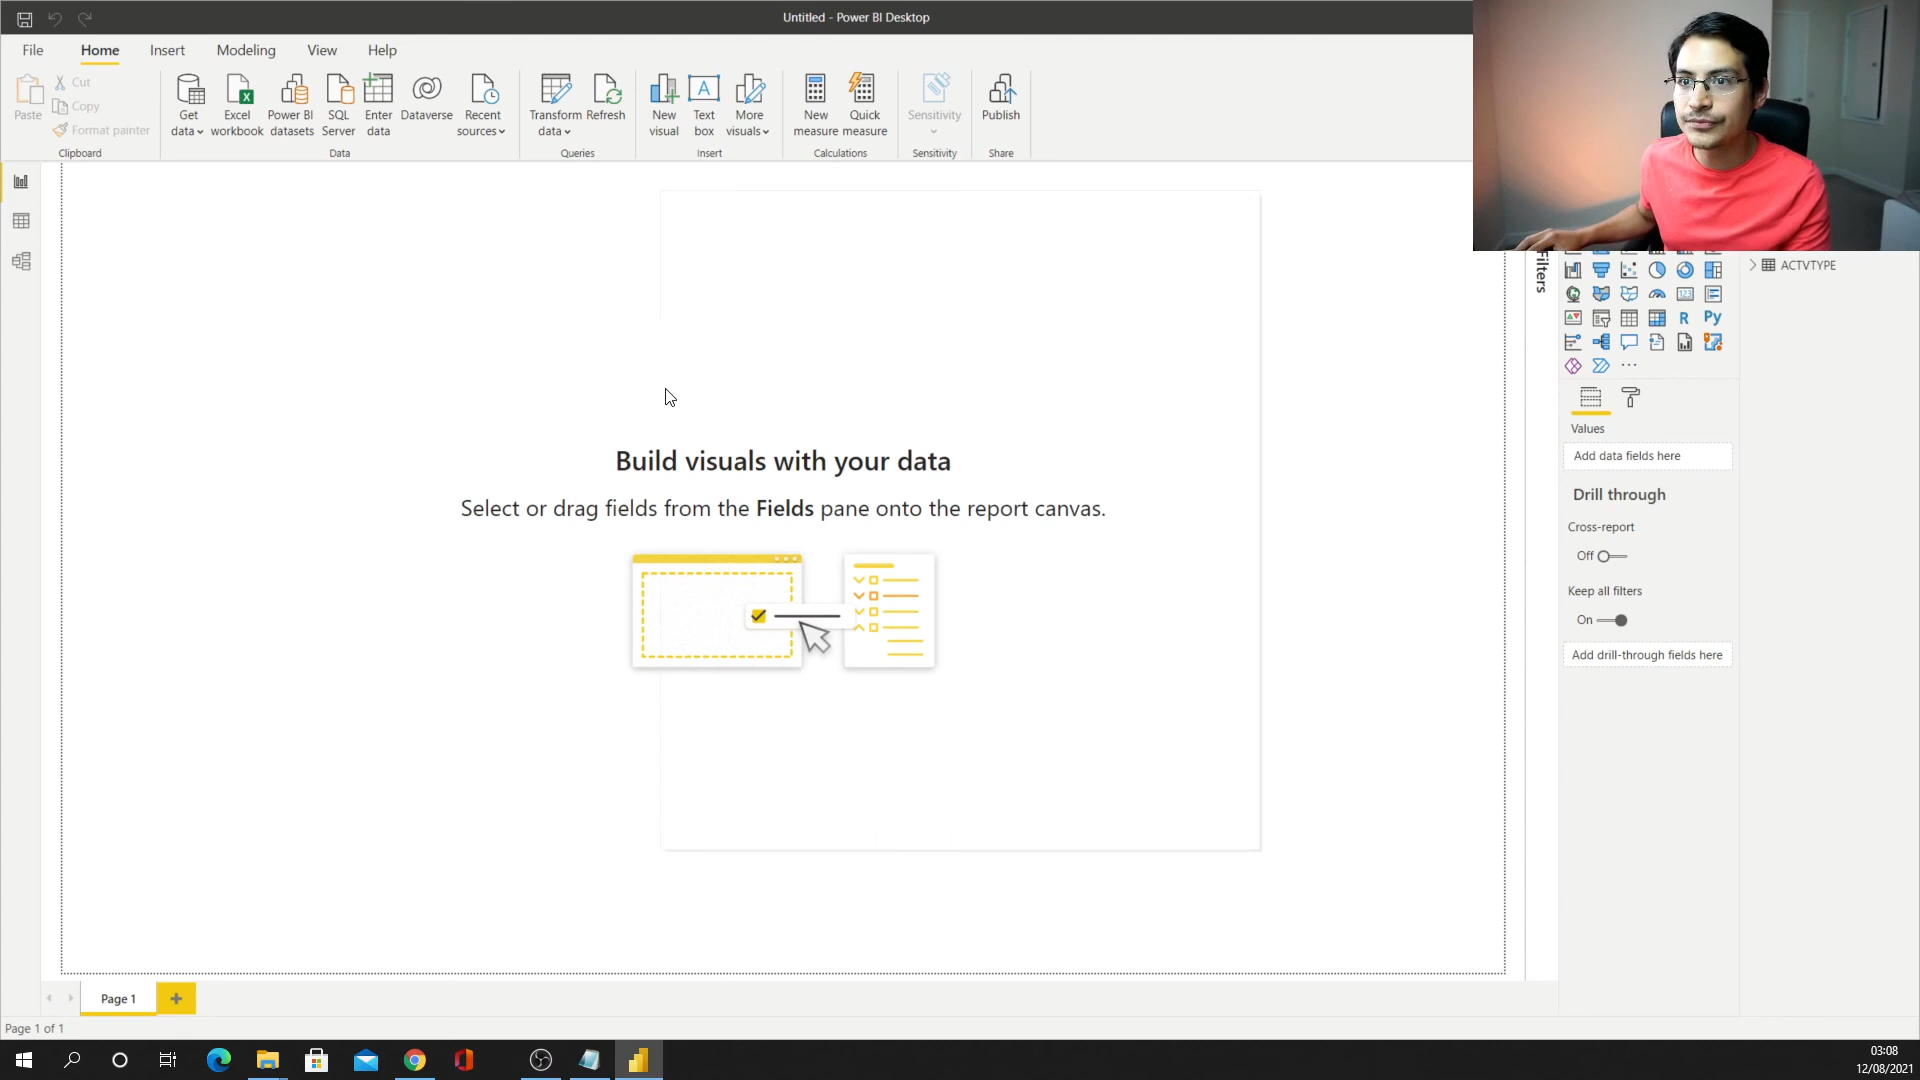 Untitled - Power BI Desktop
File Home Insert Modeling View Help
Paste
Cut
Copy
Format painter
Clipboard
Get data
Excel workbook
Power BI datasets
SQL Server
Enter data
Dataverse
Recent sources
Data
Transform data
Refresh
Queries
New visual
Text box
More visuals
Insert
New measure
Quick measure
Calculations
Sensitivity
Sensitivity
Publish
Share
Build visuals with your data
Select or drag fields from the Fields pane onto the report canvas.
Filters
R Py
123
Values
Add data fields here
Drill through
Cross-report
Off
Keep all filters
On
Add drill-through fields here
ACTVTYPE
Page 1
Page 1 of 1
03:08
12/08/2021